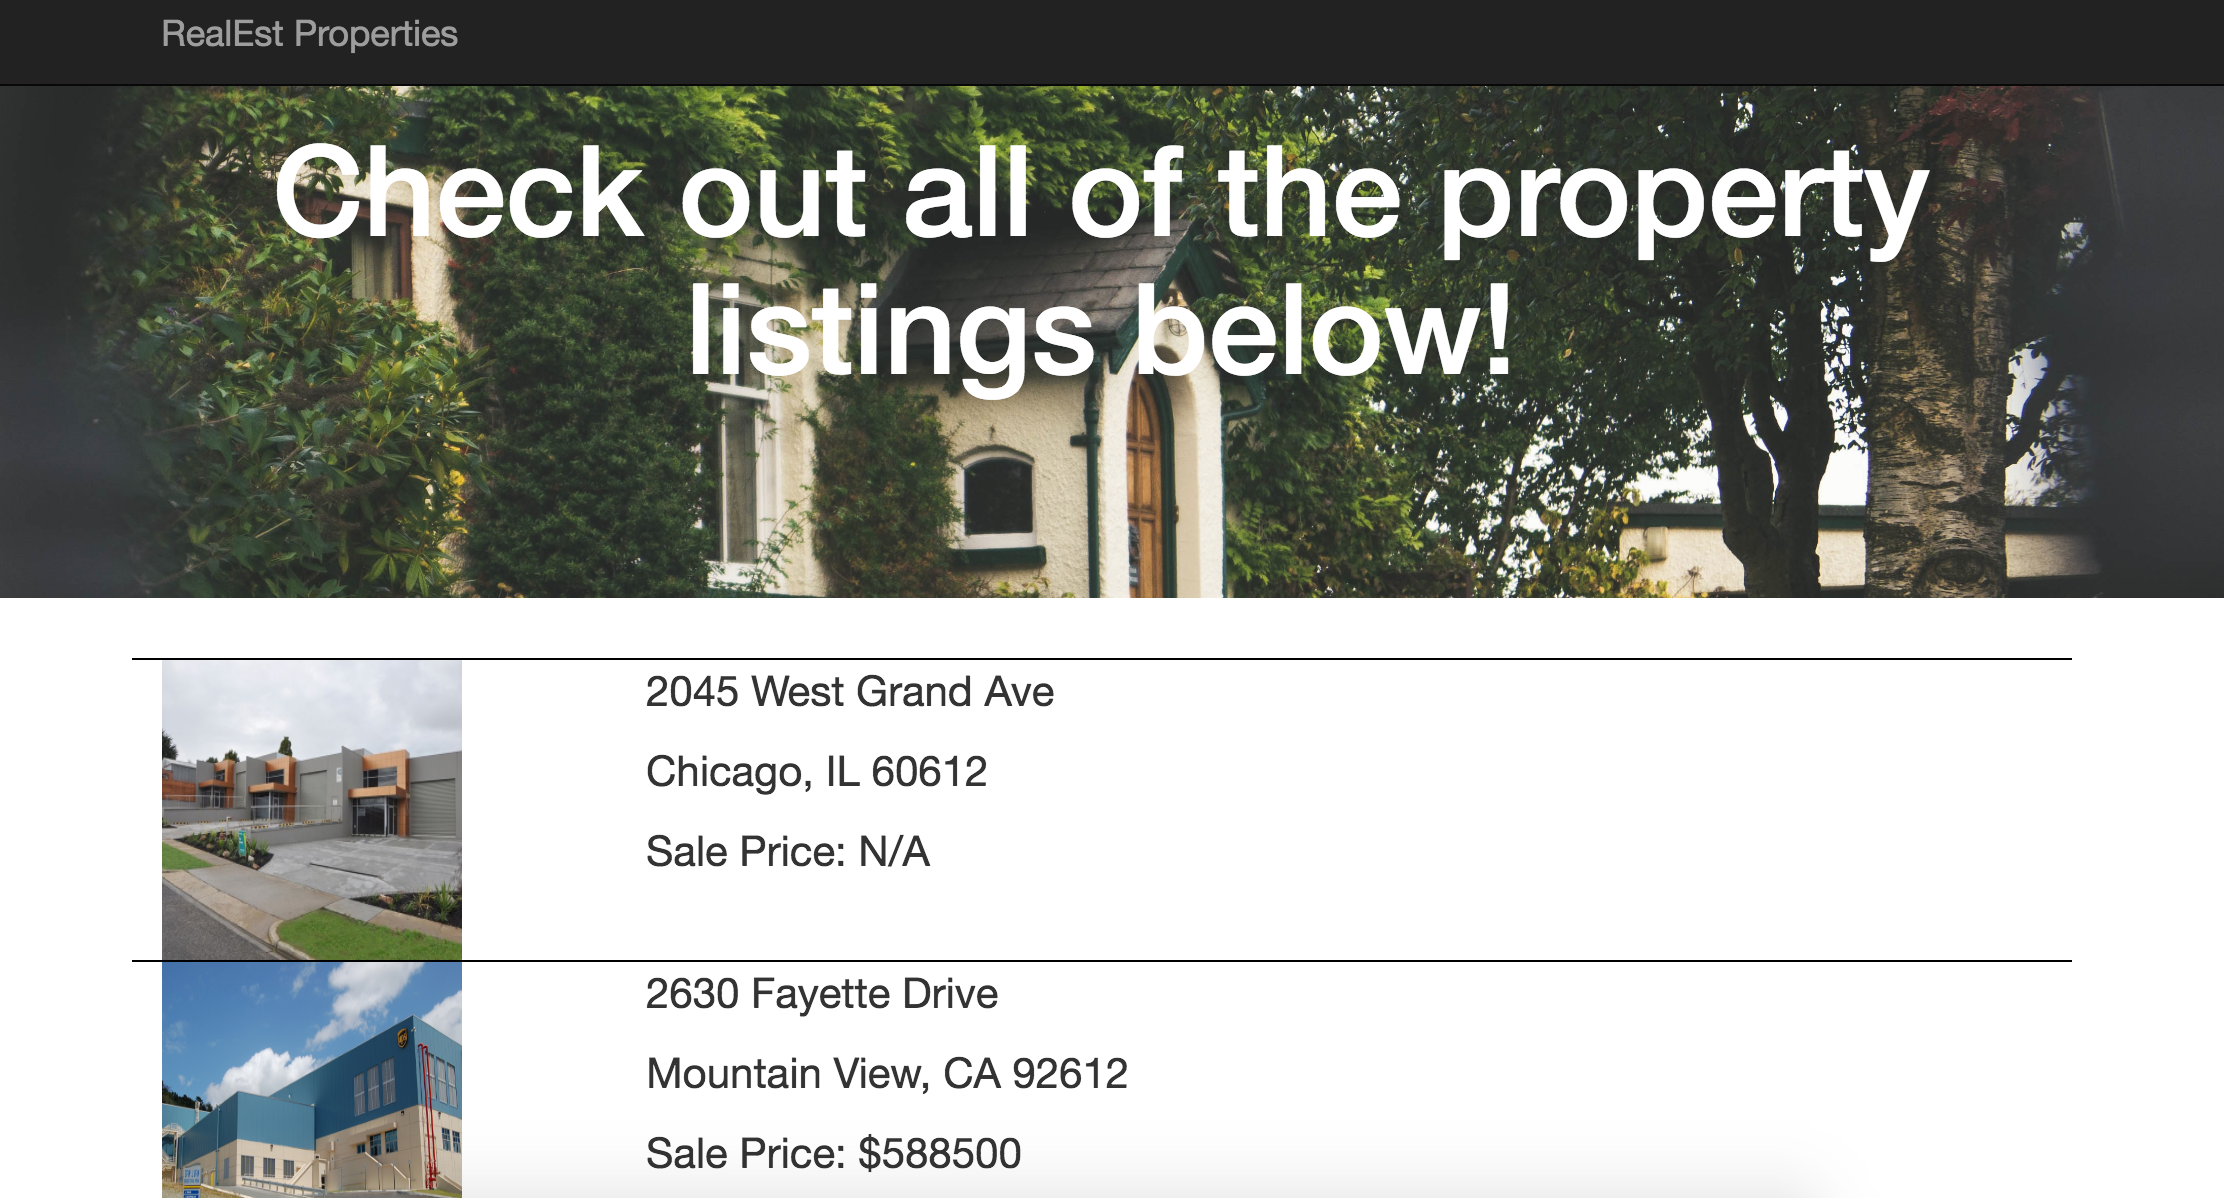 RealEst Properties
Check out all of the property
listings below!
2045 West Grand Ave
Chicago, IL 60612
Sale Price: N/A
2630 Fayette Drive
Mountain View, CA 92612
Sale Price: $588500